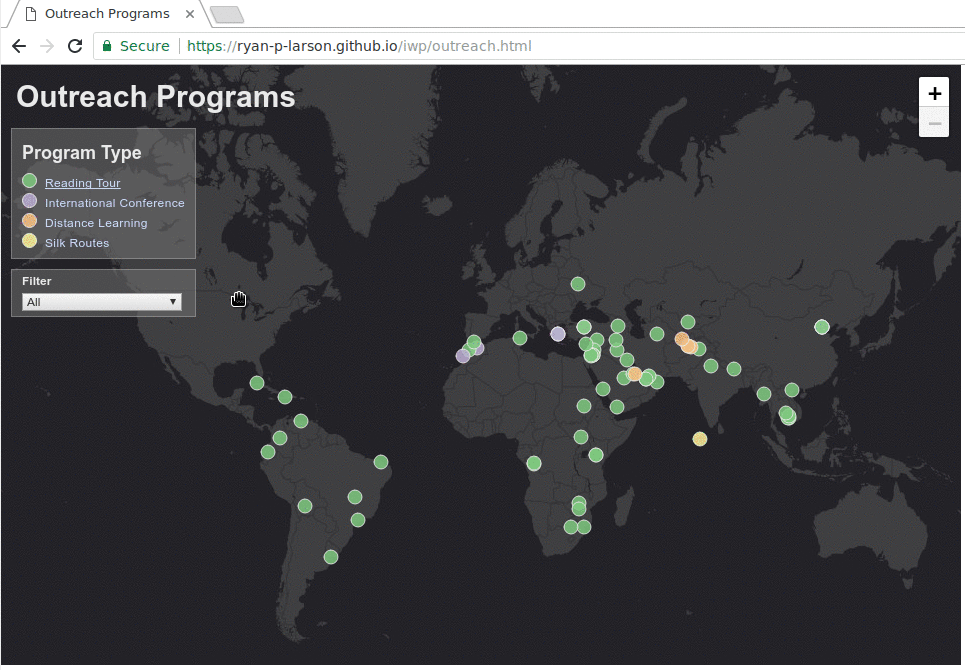 Outreach Programs
Secure https://ryan-p-larson.github.io/iwp/outreach.html
Outreach Programs
+
−
Program Type
Reading Tour
International Conference
Distance Learning
Silk Routes
Filter
All